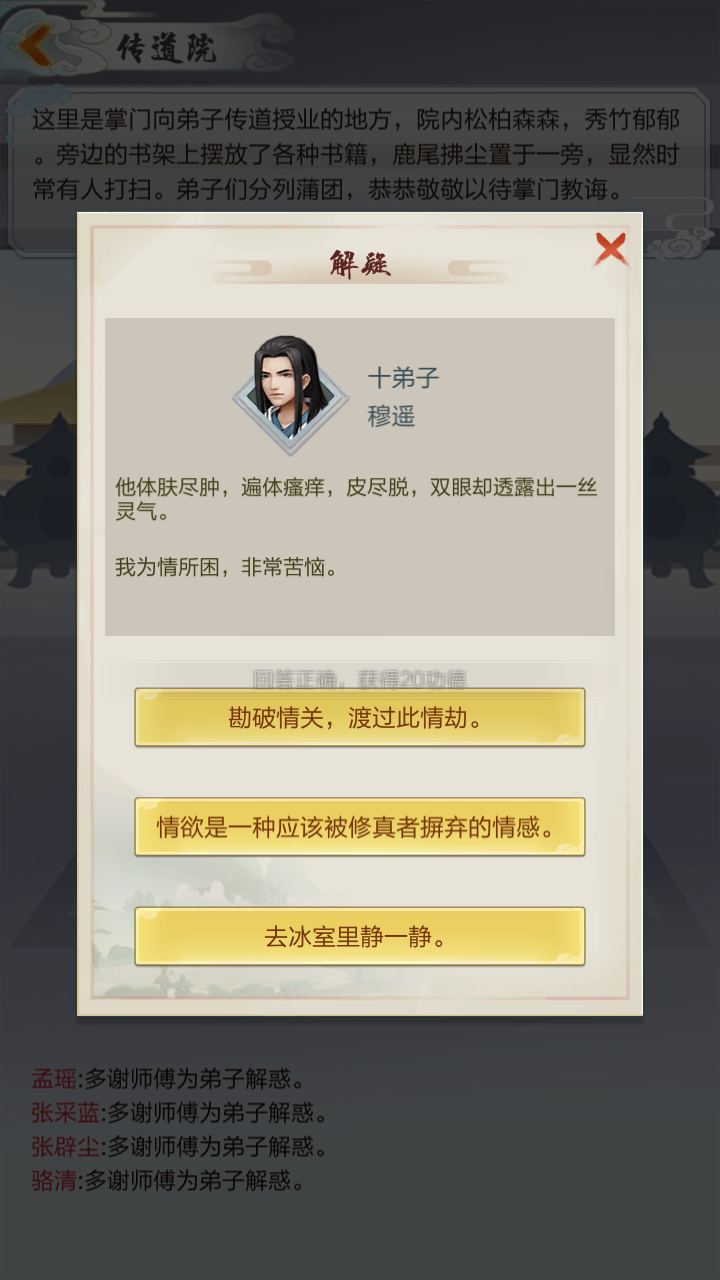 传道院
这里是掌门向弟子传道授业的地方，院内松柏森森，秀竹郁郁
。旁边的书架上摆放了各种书籍，鹿尾拂尘置于一旁，显然时
常有人打扫。弟子们分列蒲团，恭恭敬敬以待掌门教诲。
解疑
十弟子
穆遥
他体肤尽肿，遍体瘙痒，皮尽脱，双眼却透露出一丝
灵气。
我为情所困，非常苦恼。
回答正确，获得20功德
勘破情关，渡过此情劫。
情欲是一种应该被修真者摒弃的情感。
去冰室里静一静。
孟瑶:多谢师傅为弟子解惑。
张采蓝:多谢师傅为弟子解惑。
张辟尘:多谢师傅为弟子解惑。
骆清:多谢师傅为弟子解惑。